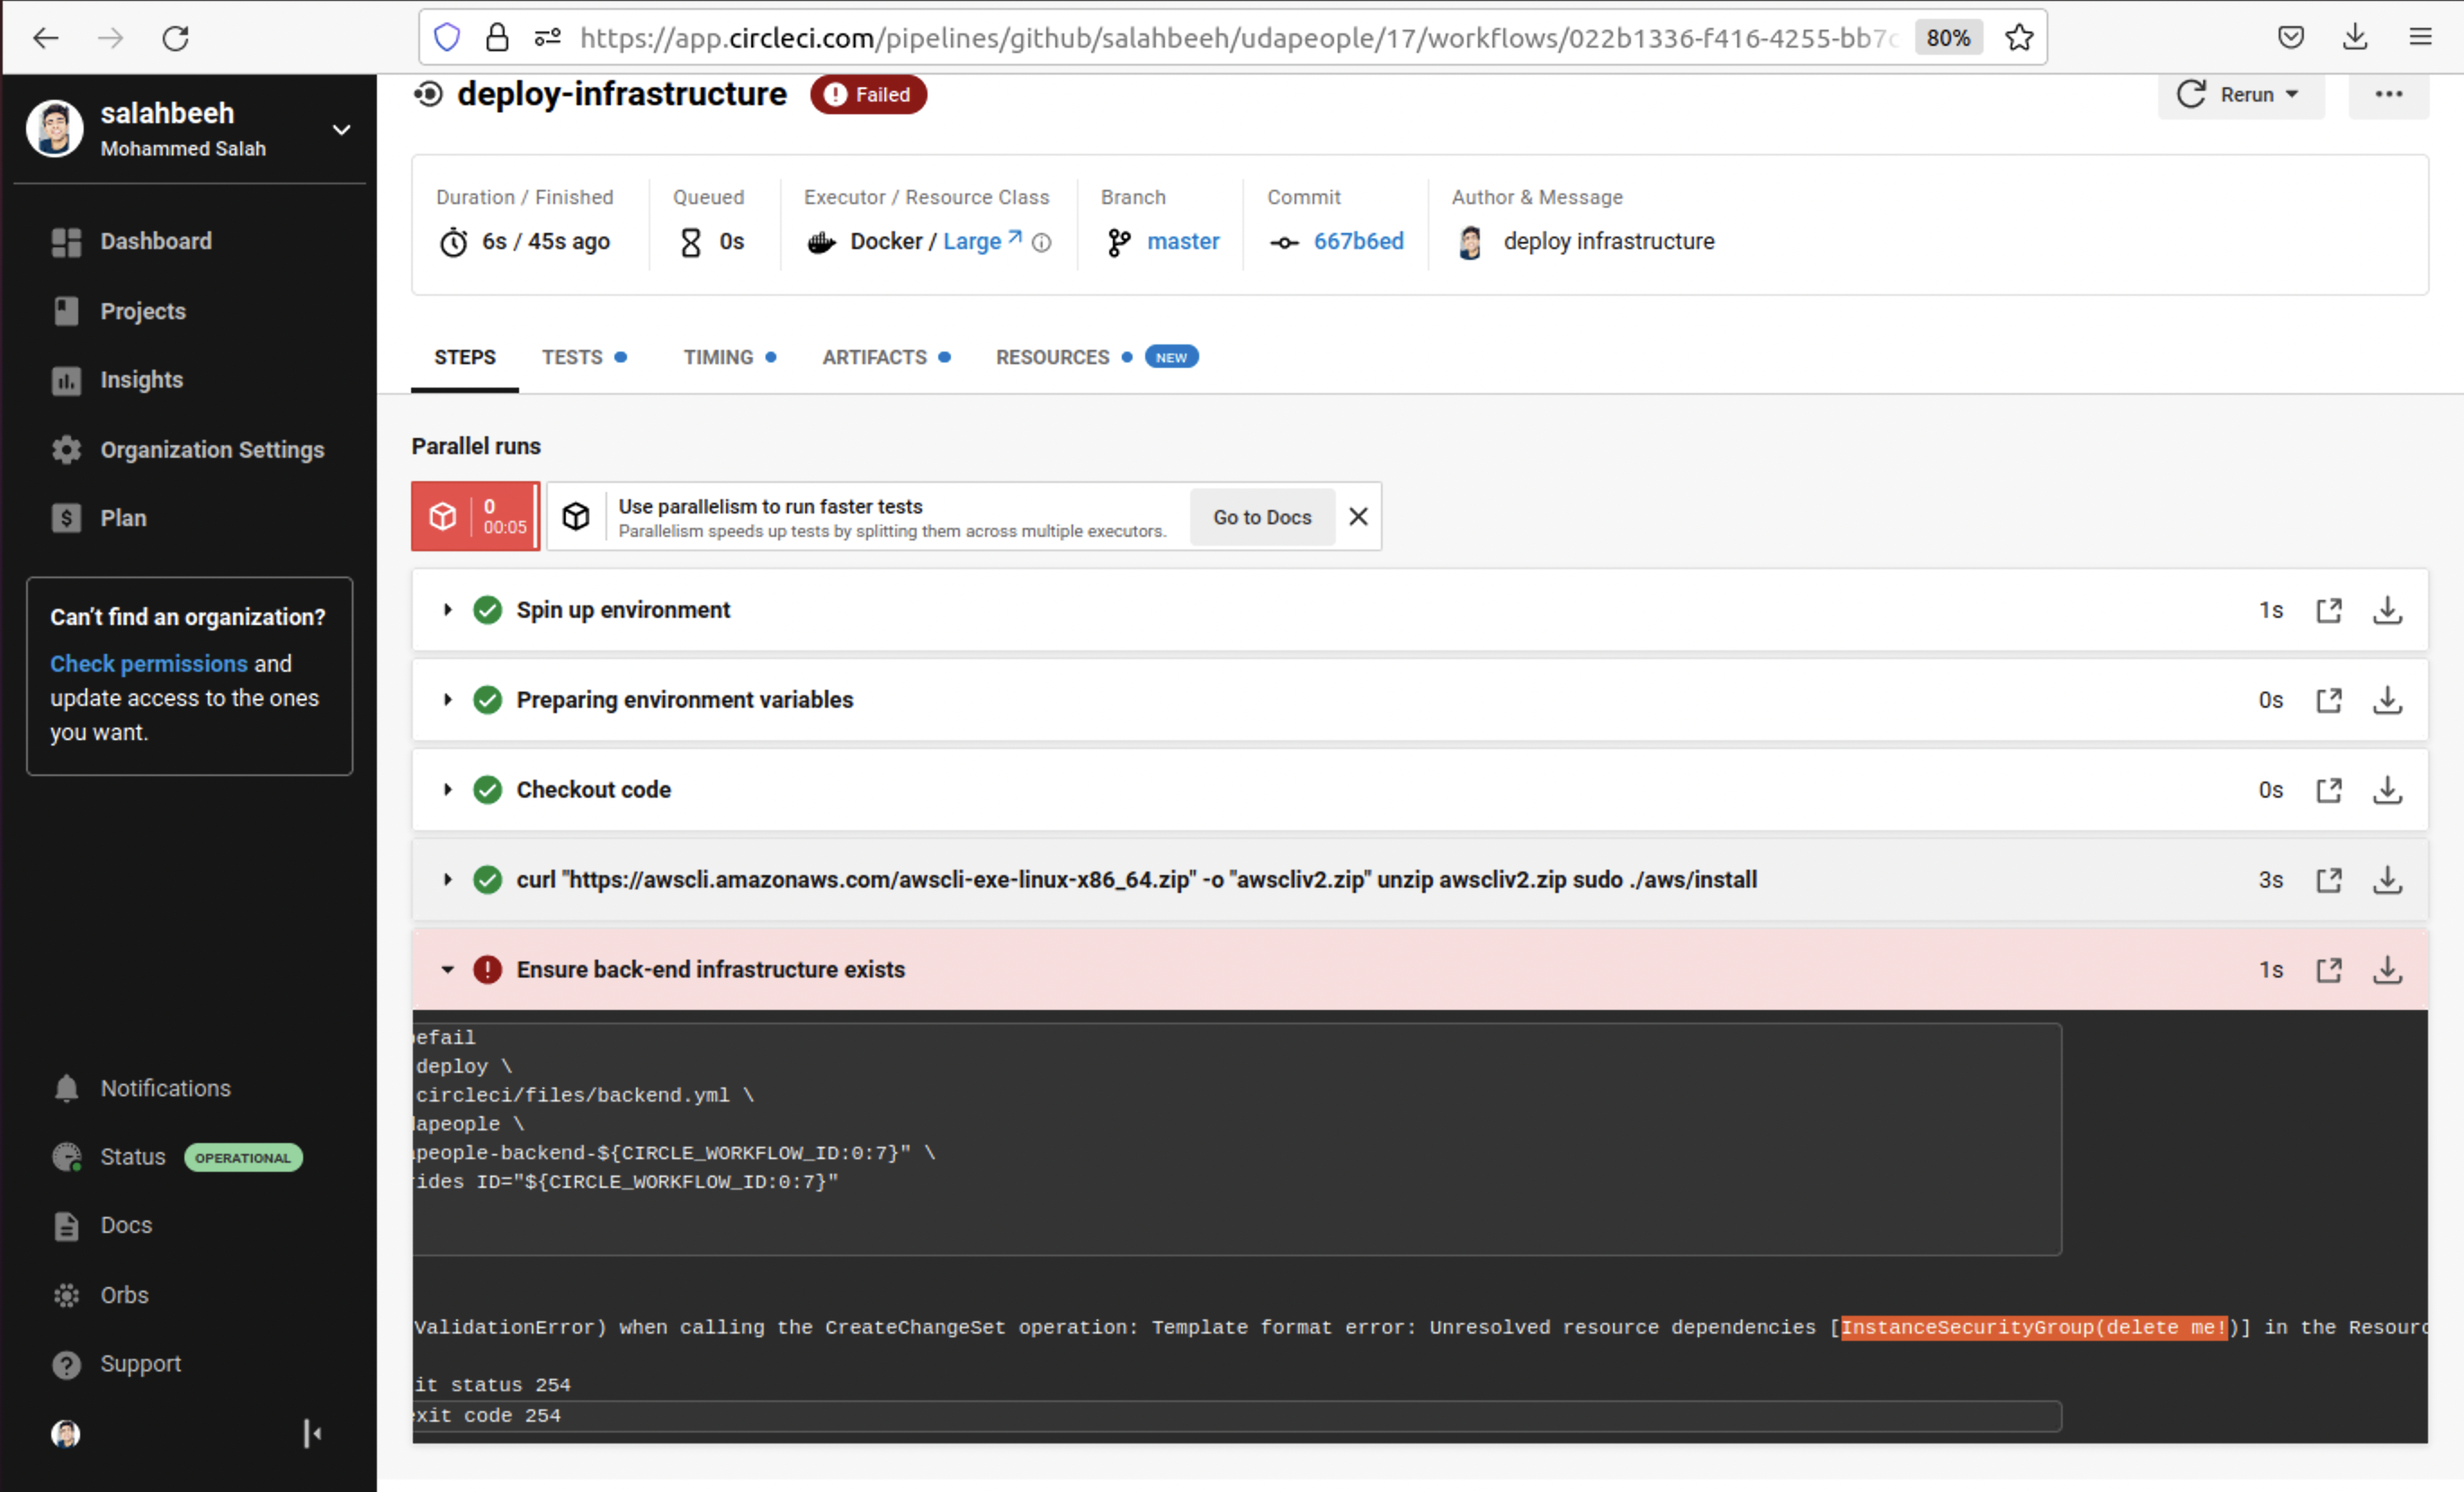 https://app.circleci.com/pipelines/github/salahbeeh/udapeople/17/workflows/022b1336-f416-4255-bb7c
80%
salahbeeh
Mohammed Salah
Dashboard
Projects
Insights
Organization Settings
Plan
Can't find an organization?
Check permissions and
update access to the ones
you want.
Notifications
Status OPERATIONAL
Docs
Orbs
Support
deploy-infrastructure Failed
Rerun
Duration / Finished
6s / 45s ago
Queued
0s
Executor / Resource Class
Docker / Large
Branch
master
Commit
667b6ed
Author & Message
deploy infrastructure
STEPS TESTS TIMING ARTIFACTS RESOURCES NEW
Parallel runs
0
00:05
Use parallelism to run faster tests
Parallelism speeds up tests by splitting them across multiple executors.
Go to Docs
Spin up environment 1s
Preparing environment variables 0s
Checkout code 0s
curl "https://awscli.amazonaws.com/awscli-exe-linux-x86_64.zip" -o "awscliv2.zip" unzip awscliv2.zip sudo ./aws/install 3s
Ensure back-end infrastructure exists 1s
efail
deploy \
circleci/files/backend.yml \
apeople \
people-backend-${CIRCLE_WORKFLOW_ID:0:7}" \
ides ID="${CIRCLE_WORKFLOW_ID:0:7}"
ValidationError) when calling the CreateChangeSet operation: Template format error: Unresolved resource dependencies [InstanceSecurityGroup(delete me!)] in the Resourc
it status 254
xit code 254